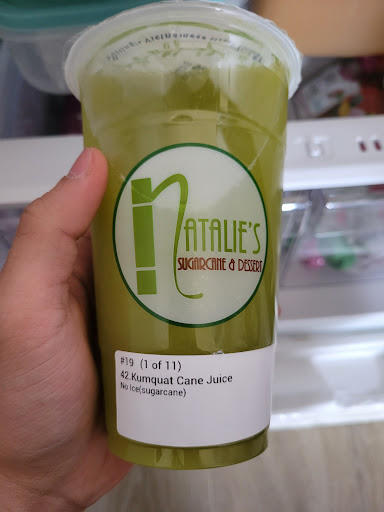 NATALIE'S
SUGARCANE & DESSERT
#19 (1 of 11)
42.Kumquat Cane Juice
No Ice(sugarcane)